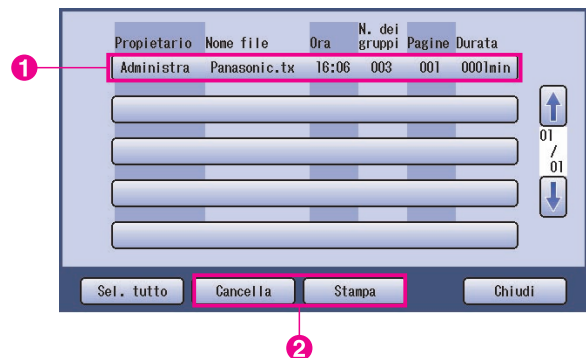 Propietario Nome file Ora N. dei gruppi Pagine Durata
1 Administra Panasonic.tx 16:06 003 001 0001min
01
/
01
Sel. tutto Cancella Stampa Chiudi
2